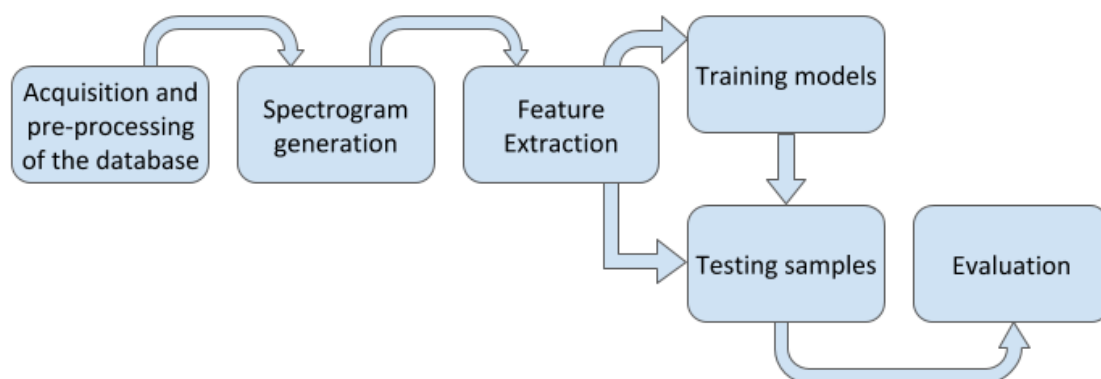 Acquisition and
pre-processing
of the database
Spectrogram
generation
Feature
Extraction
Training models
Testing samples
Evaluation